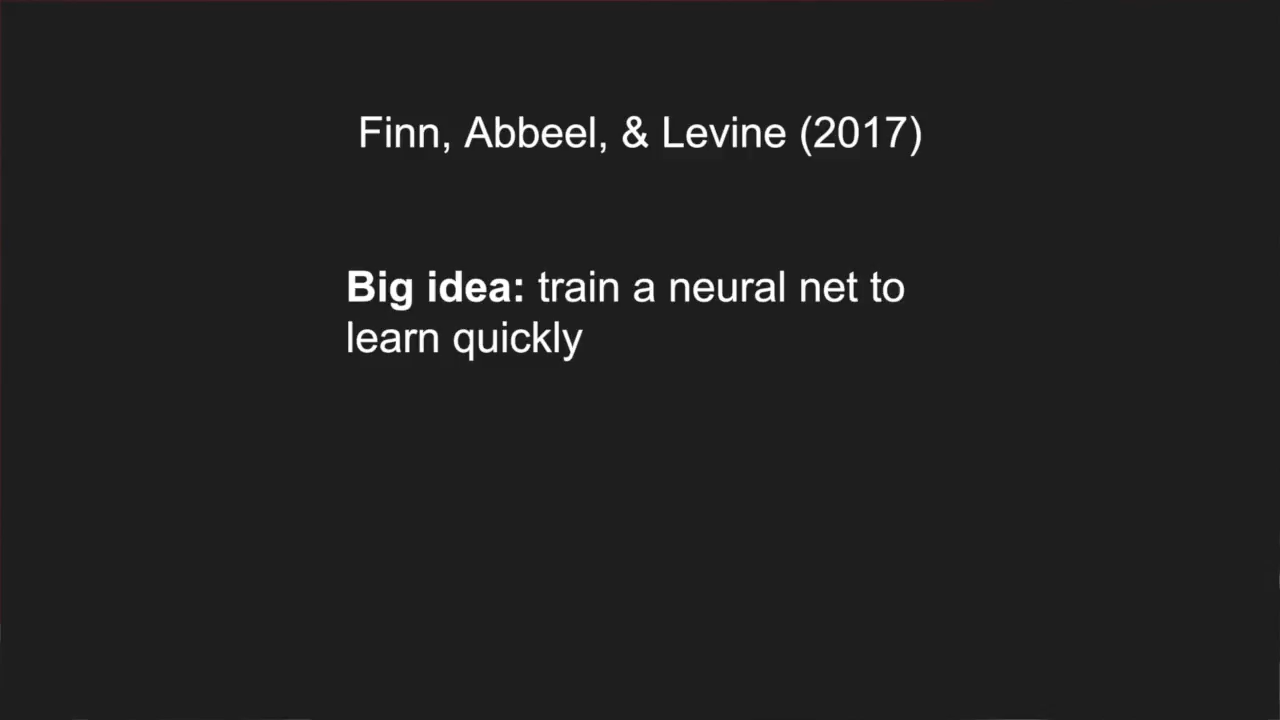 Finn, Abbeel, & Levine (2017)
Big idea: train a neural net to
learn quickly